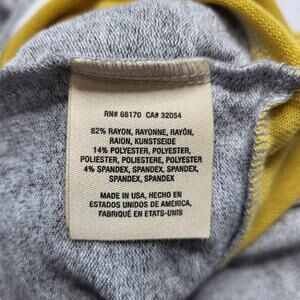 RN# 66170 CA# 32054
82% RAYON, RAYONNE, RAYÓN,
RAION, KUNSTSEIDE
14% POLYESTER, POLYESTER,
POLIESTER, POLIESTERE, POLYESTER
4% SPANDEX, SPANDEX, SPANDEX,
SPANDEX, SPANDEX
MADE IN USA, HECHO EN
ESTADOS UNIDOS DE AMÉRICA,
FABRIQUÉ EN ETATS-UNIS